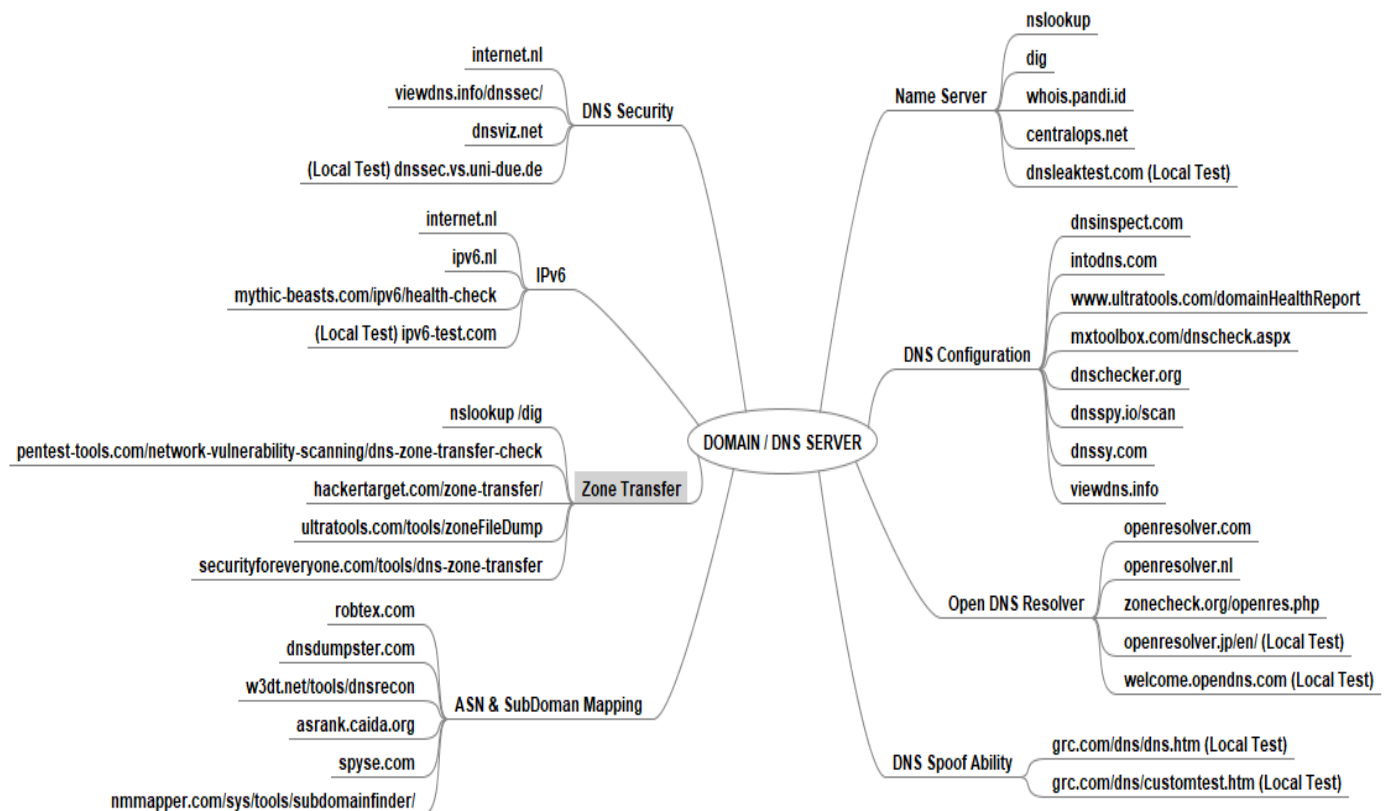 DOMAIN / DNS SERVER
DNS Security
internet.nl
viewdns.info/dnssec/
dnsviz.net
(Local Test) dnssec.vs.uni-due.de
IPv6
internet.nl
ipv6.nl
mythic-beasts.com/ipv6/health-check
(Local Test) ipv6-test.com
Zone Transfer
nslookup /dig
pentest-tools.com/network-vulnerability-scanning/dns-zone-transfer-check
hackertarget.com/zone-transfer/
ultratools.com/tools/zoneFileDump
securityforeveryone.com/tools/dns-zone-transfer
ASN & SubDoman Mapping
robtex.com
dnsdumpster.com
w3dt.net/tools/dnsrecon
asrank.caida.org
spyse.com
nmmapper.com/sys/tools/subdomainfinder/
Name Server
nslookup
dig
whois.pandi.id
centralops.net
dnsleaktest.com (Local Test)
DNS Configuration
dnsinspect.com
intodns.com
www.ultratools.com/domainHealthReport
mxtoolbox.com/dnscheck.aspx
dnschecker.org
dnsspy.io/scan
dnssy.com
viewdns.info
Open DNS Resolver
openresolver.com
openresolver.nl
zonecheck.org/openres.php
openresolver.jp/en/ (Local Test)
welcome.opendns.com (Local Test)
DNS Spoof Ability
grc.com/dns/dns.htm (Local Test)
grc.com/dns/customtest.htm (Local Test)